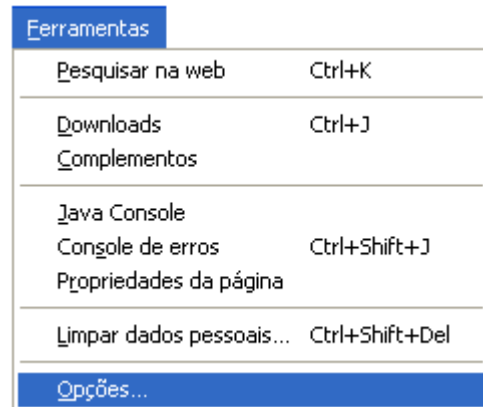 Ferramentas
Pesquisar na web Ctrl+K
Downloads Ctrl+J
Complementos
Java Console
Console de erros Ctrl+Shift+J
Propriedades da página
Limpar dados pessoais... Ctrl+Shift+Del
Opções...